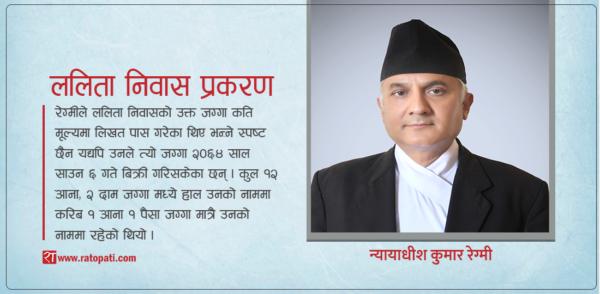 ललिता निवास प्रकरण
रेग्मीले ललिता निवासको उक्त जग्गा कति
मूल्यमा लिखत पास गरेका थिए भन्ने स्पष्ट
छैन यद्यपि उनले त्यो जग्गा २०६४ साल
साउन ६ गते बिक्री गरिसकेका छन् । कुल १२
आना, २ दाम जग्गा मध्ये हाल उनको नाममा
करिब १ आना १ पैसा जग्गा मात्रै उनको
नाममा रहेको थियो ।
रा www.ratopati.com
न्यायाधीश कुमार रेग्मी